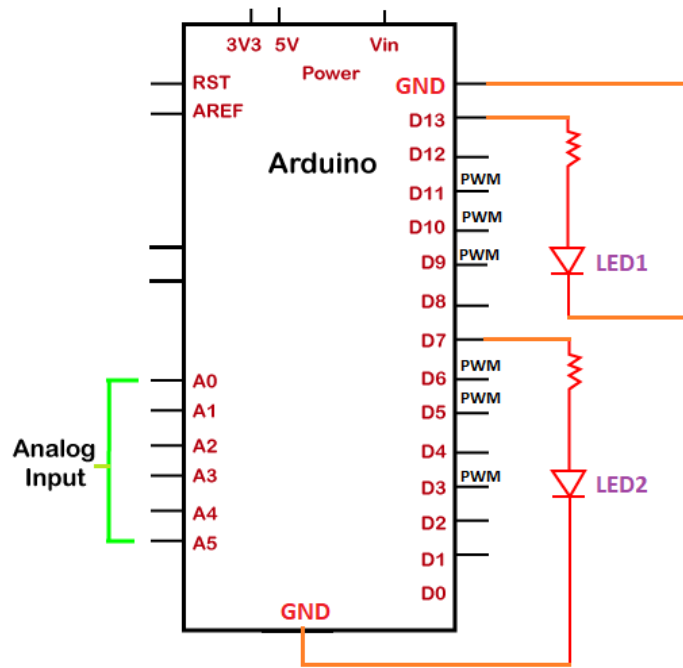 3V3 5V Vin
Power
RST
AREF
GND
D13
D12
Arduino
D11 PWM
D10 PWM
D9 PWM
LED1
D8
D7
D6 PWM
D5 PWM
D4
D3 PWM
LED2
D2
D1
D0
A0
A1
A2
A3
A4
A5
Analog
Input
GND